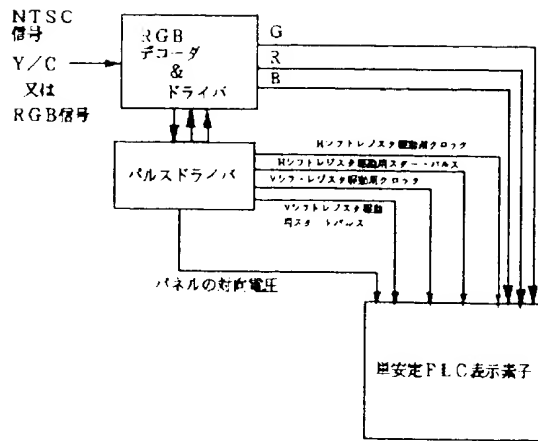 NTSC
信号
Y/C
又は
RGB信号
RGB
デコーダ
&
ドライバ
G
R
B
パルスドライバ
Hシフトレジスタ駆動用クロック
Hシフトレジスタ駆動用スタートパルス
Vシフトレジスタ駆動用クロック
Vシフトレジスタ駆動
用スタートパルス
パネルの対向電圧
単安定FLC表示素子